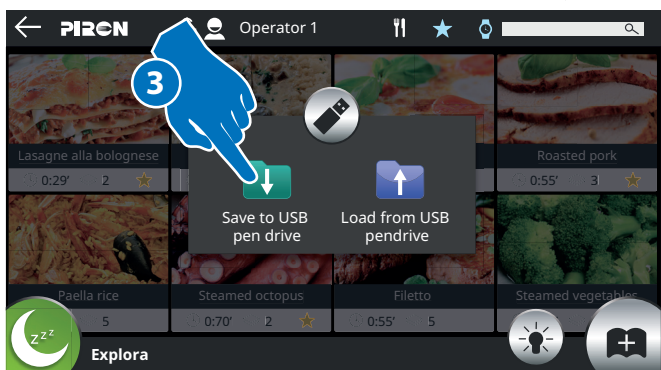 PIRON
Operator 1
3
Lasagne alla bolognese
Roasted pork
0:29' 2
0:55' 3
Save to USB
pen drive
Load from USB
pendrive
Paella rice
Steamed octopus
Filetto
Steamed vegetables
5
0:70' 2
0:55' 5
zzz
Explora